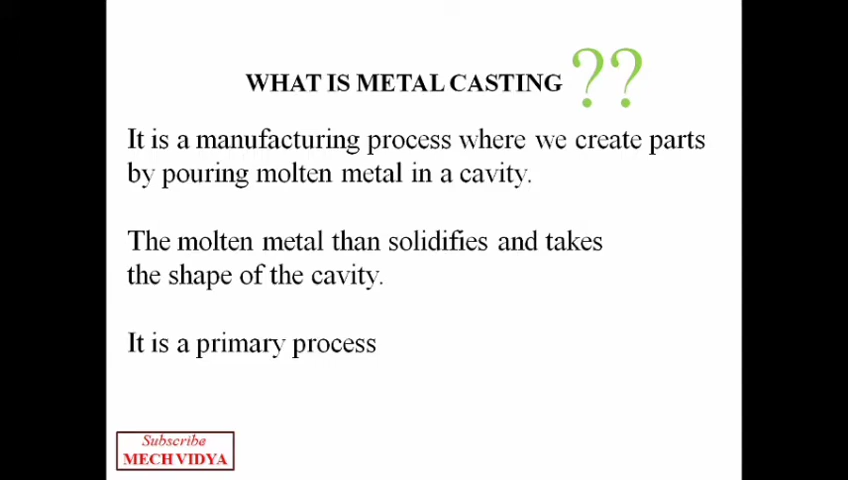 WHAT IS METAL CASTING ??
It is a manufacturing process where we create parts
by pouring molten metal in a cavity.
The molten metal than solidifies and takes
the shape of the cavity.
It is a primary process
Subscribe
MECH VIDYA